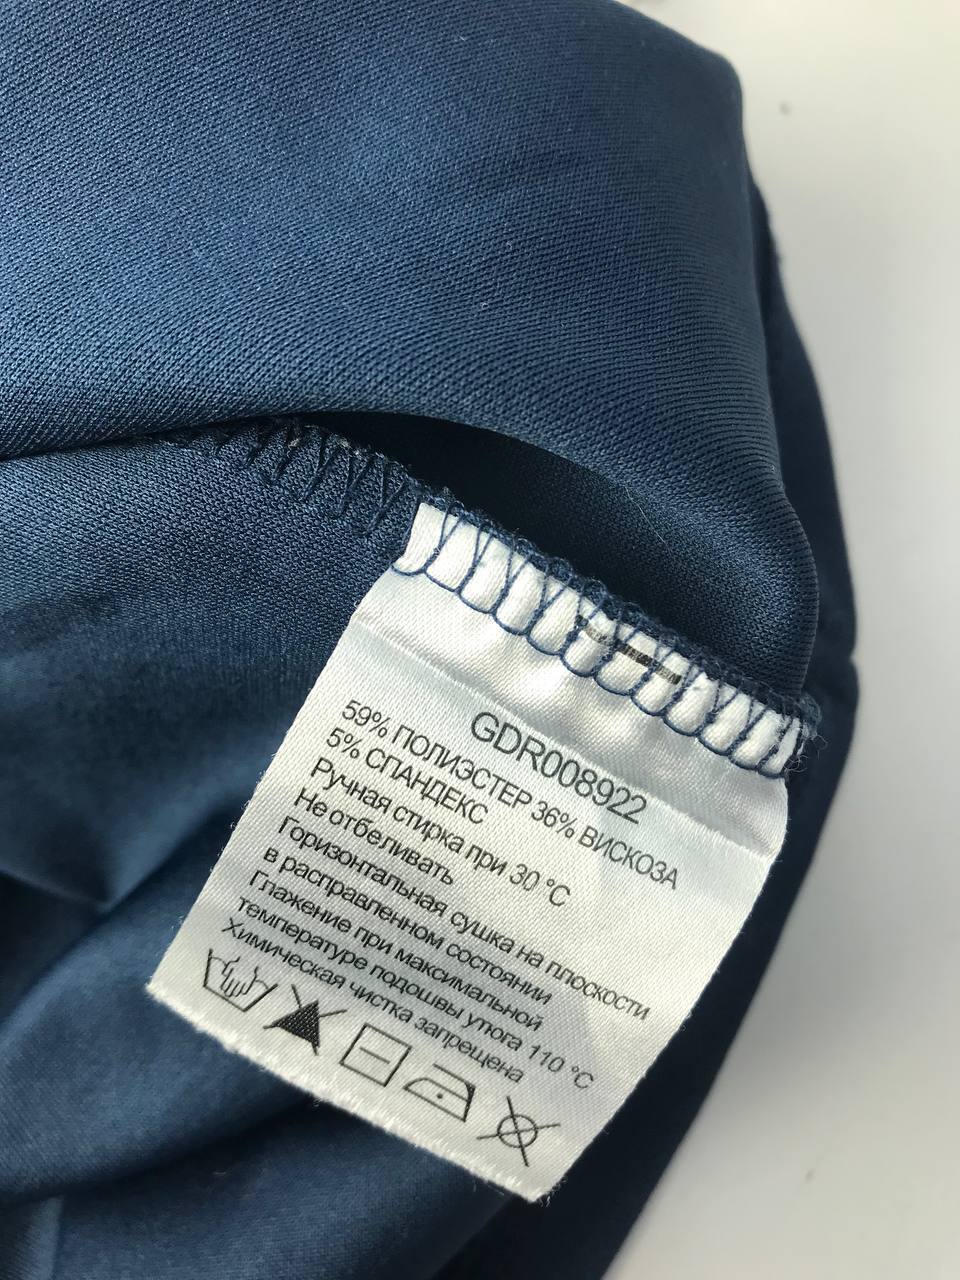 GDR008922
59% ПОЛИЭСТЕР 36% ВИСКОЗА
5% СПАНДЕКС
Ручная стирка при 30 °C
Не отбеливать
Горизонтальная сушка на плоскости
в расправленном состоянии
Глажение при максимальной
температуре подошвы утюга 110 °C
Химическая чистка запрещена